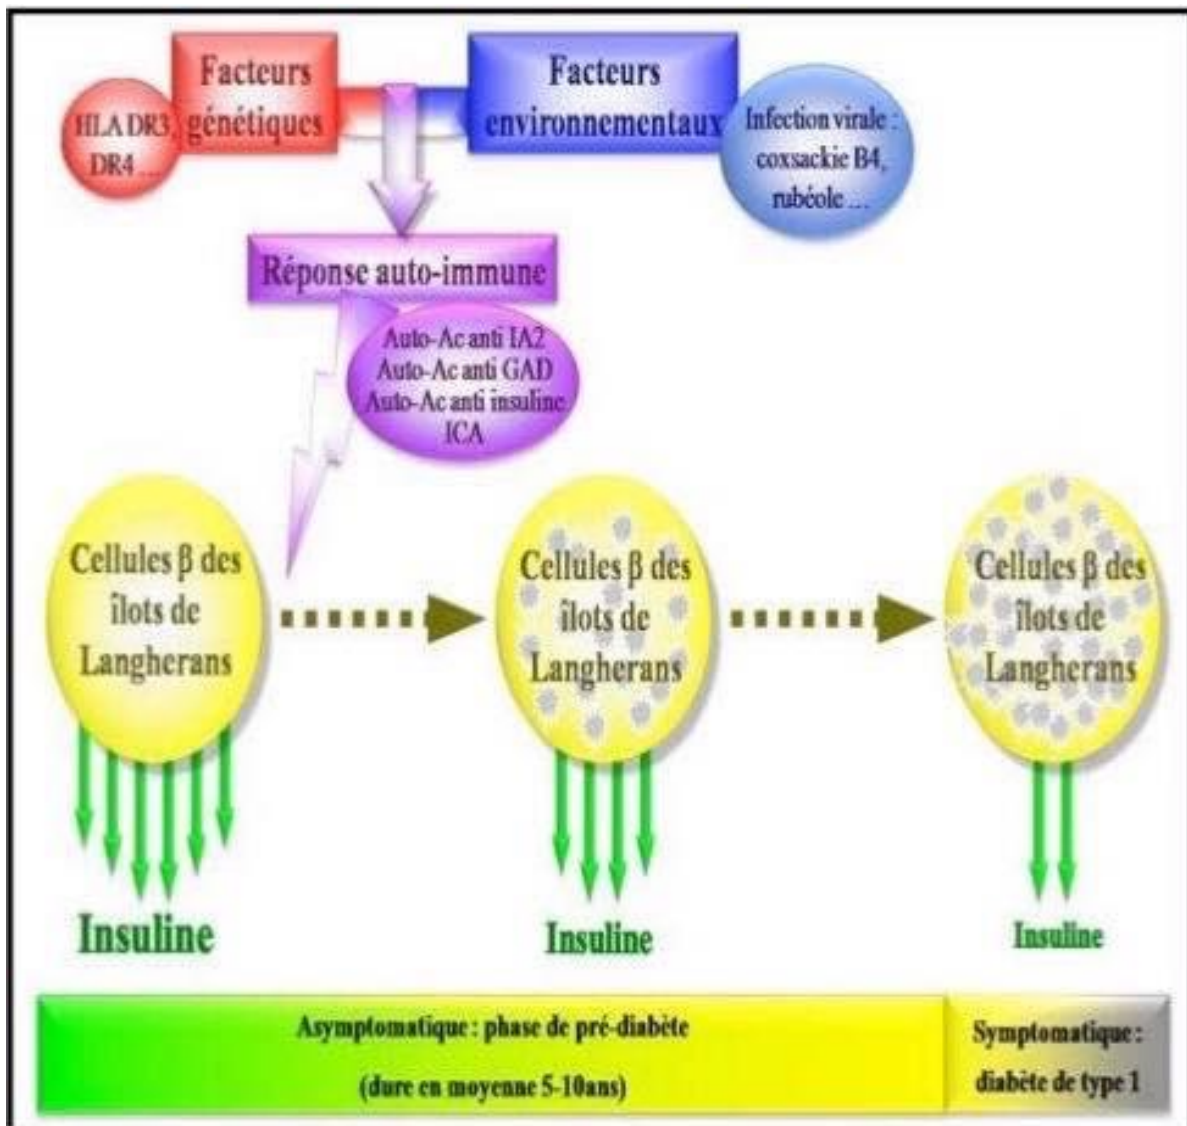 Facteurs
génétiques
HLA DR3,
DR4 ...
Facteurs
environnementaux
Infection virale :
coxsackie B4,
rubéole ...
Réponse auto-immune
Auto-Ac anti IA2
Auto-Ac anti GAD
Auto-Ac anti insuline
ICA
Cellules β des
îlots de
Langherans
Cellules β des
îlots de
Langherans
Cellules β des
îlots de
Langherans
Insuline
Insuline
Insuline
Asymptomatique : phase de pré-diabète
(dure en moyenne 5-10ans)
Symptomatique :
diabète de type 1